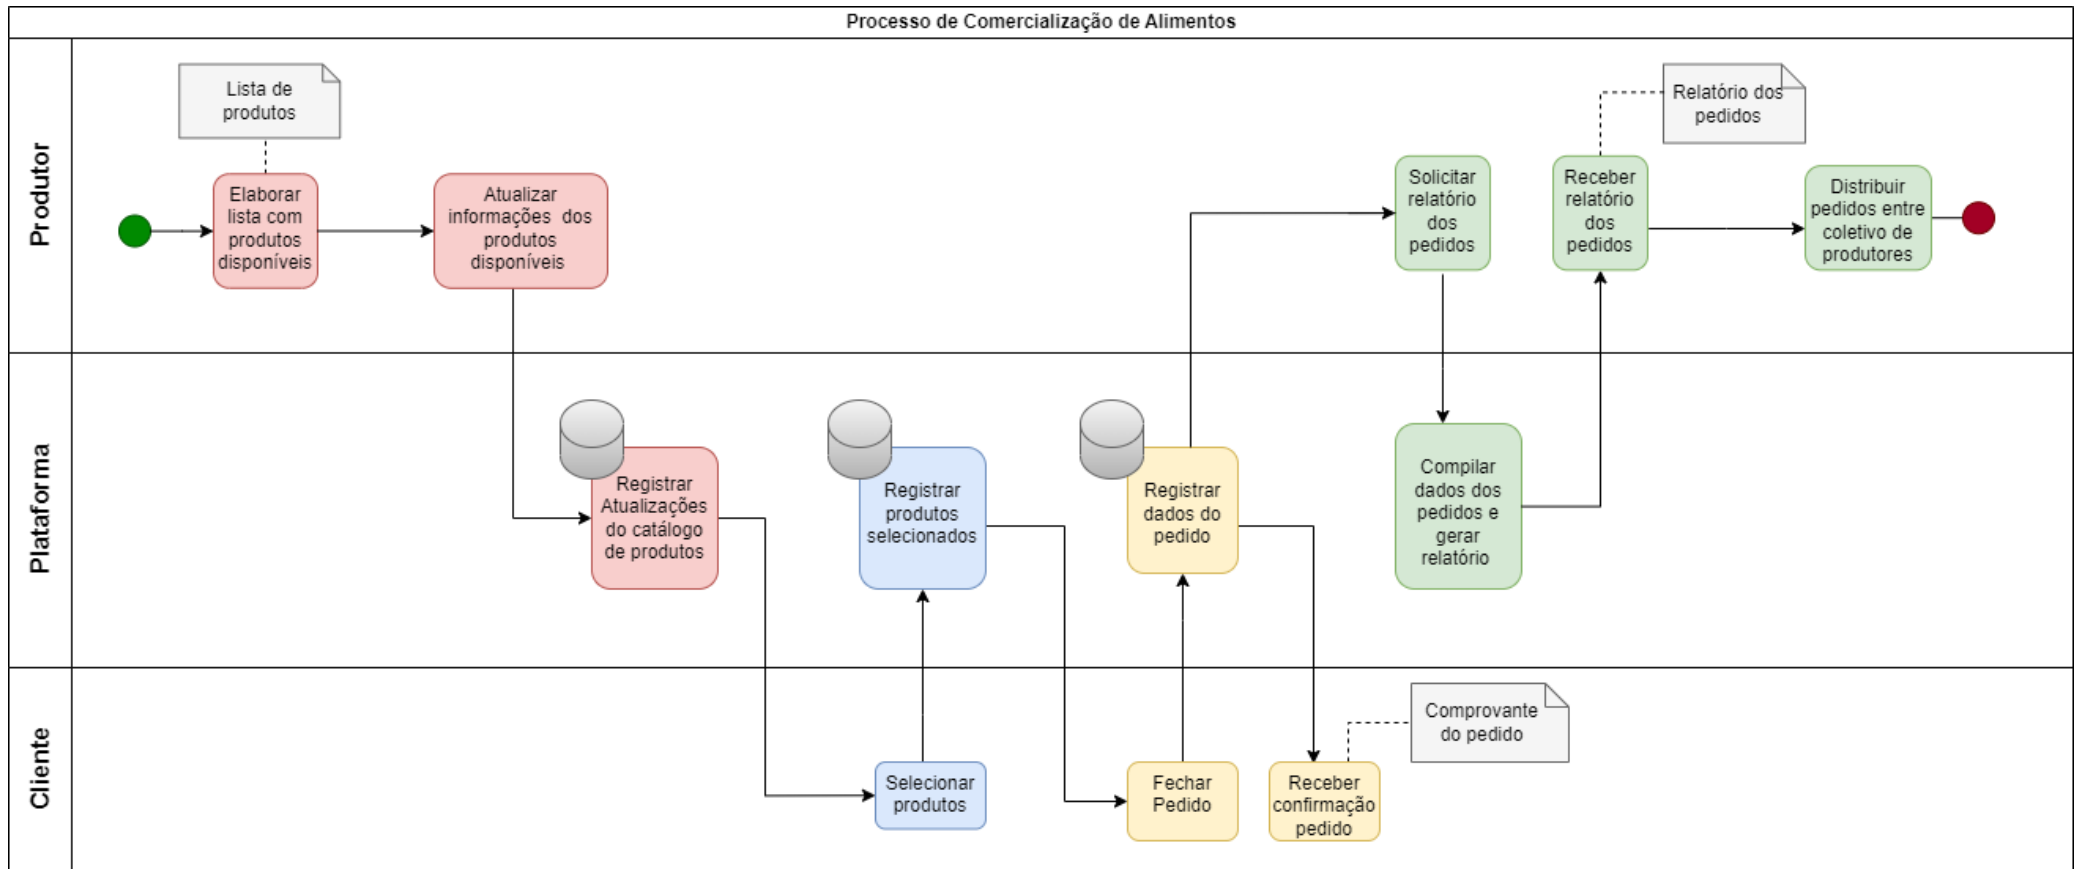 Processo de Comercialização de Alimentos
Produtor
Lista de
produtos
Elaborar
lista com
produtos
disponíveis
Atualizar
informações dos
produtos
disponíveis
Solicitar
relatório
dos
pedidos
Receber
relatório
dos
pedidos
Relatório dos
pedidos
Distribuir
pedidos entre
coletivo de
produtores
Plataforma
Registrar
Atualizações
do catálogo
de produtos
Registrar
produtos
selecionados
Registrar
dados do
pedido
Compilar
dados dos
pedidos e
gerar
relatório
Cliente
Selecionar
produtos
Fechar
Pedido
Receber
confirmação
pedido
Comprovante
do pedido